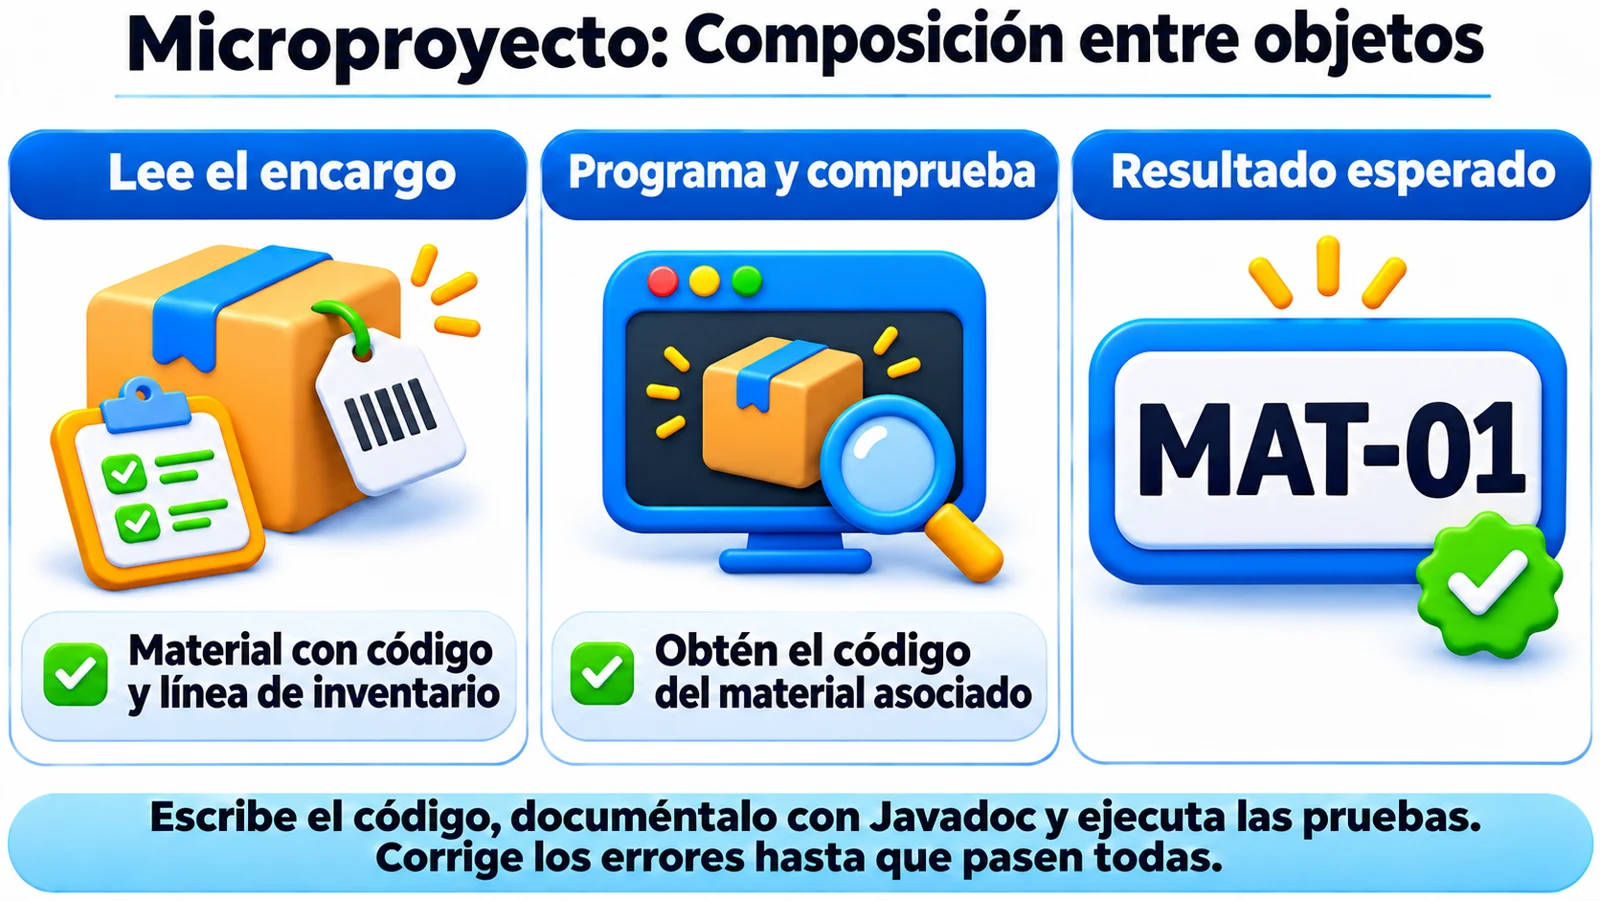 Microproyecto: Composición entre objetos
Lee el encargo
Material con código
y línea de inventario
Programa y comprueba
Obtén el código
del material asociado
Resultado esperado
MAT-01
Escribe el código, documéntalo con Javadoc y ejecuta las pruebas.
Corrige los errores hasta que pasen todas.